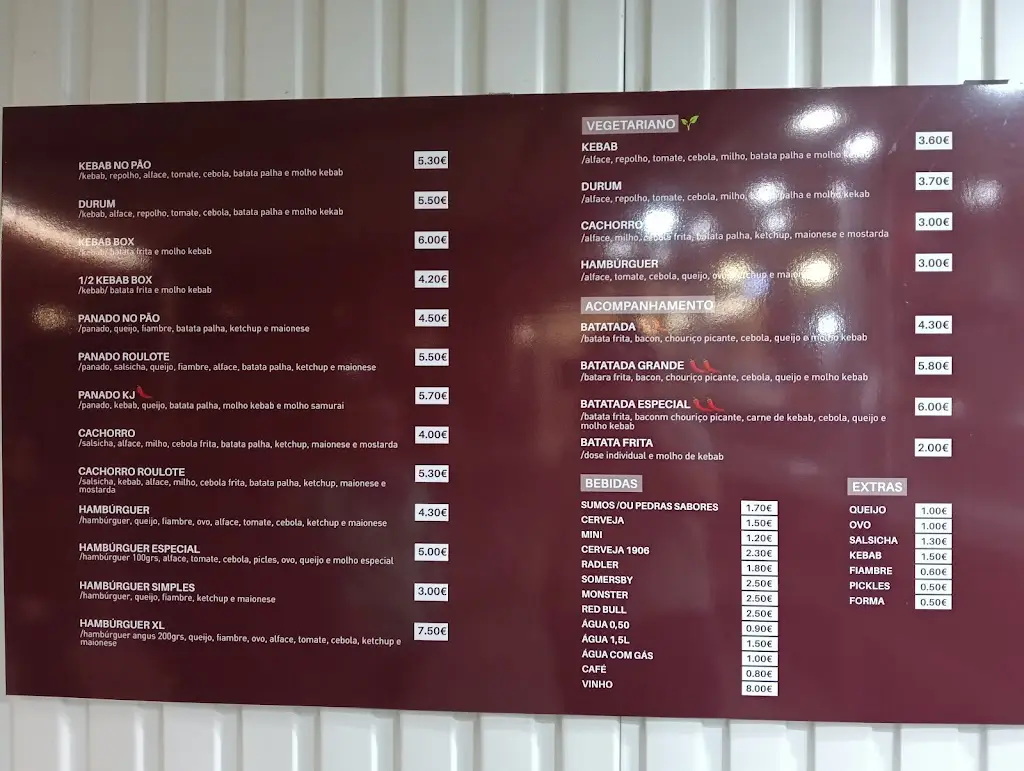 KEBAB NO PÃO 5.30€
/kebab, repolho, alface, tomate, cebola, batata palha e molho kebab
DURUM 5.50€
/kebab, alface, repolho, tomate, cebola, batata palha e molho kebab
KEBAB BOX 6.00€
/kebab/ batata frita e molho kebab
1/2 KEBAB BOX 4.20€
/kebab/ batata frita e molho kebab
PANADO NO PÃO 4.50€
/panado, queijo, fiambre, batata palha, ketchup e maionese
PANADO ROULOTE 5.50€
/panado, salsicha, queijo, fiambre, alface, batata palha, ketchup e maionese
PANADO KJ 5.70€
/panado, kebab, queijo, batata palha, molho kebab e molho samurai
CACHORRO 4.00€
/salsicha, alface, milho, cebola frita, batata palha, ketchup, maionese e mostarda
CACHORRO ROULOTE 5.30€
/salsicha, kebab, alface, milho, cebola frita, batata palha, ketchup, maionese e
mostarda
HAMBÚRGUER 4.30€
/hambúrguer, queijo, fiambre, ovo, alface, tomate, cebola, ketchup e maionese
HAMBÚRGUER ESPECIAL 5.00€
/hambúrguer 100grs, alface, tomate, cebola, picles, ovo, queijo e molho especial
HAMBÚRGUER SIMPLES 3.00€
/hambúrguer, queijo, fiambre, ketchup e maionese
HAMBÚRGUER XL 7.50€
/hambúrguer angus 200grs, queijo, fiambre, ovo, alface, tomate, cebola, ketchup e
maionese
VEGETARIANO
KEBAB 3.60€
/alface, repolho, tomate, cebola, milho, batata palha e molho kebab
DURUM 3.70€
/alface, repolho, tomate, cebola, milho, batata palha e molho kebab
CACHORRO 3.00€
/alface, milho, cebola frita, batata palha, ketchup, maionese e mostarda
HAMBÚRGUER 3.00€
/alface, tomate, cebola, queijo, ovo, ketchup e maionese
ACOMPANHAMENTO
BATATADA 4.30€
/batata frita, bacon, chouriço picante, cebola, queijo e molho kebab
BATATADA GRANDE 5.80€
/batara frita, bacon, chouriço picante, cebola, queijo e molho kebab
BATATADA ESPECIAL 6.00€
/batata frita, baconm chouriço picante, carne de kebab, cebola, queijo e
molho kebab
BATATA FRITA 2.00€
/dose individual e molho de kebab
BEBIDAS
SUMOS /OU PEDRAS SABORES 1.70€
CERVEJA 1.50€
MINI 1.20€
CERVEJA 1906 2.30€
RADLER 1.80€
SOMERSBY 2.50€
MONSTER 2.50€
RED BULL 2.50€
ÁGUA 0,50 0.90€
ÁGUA 1,5L 1.50€
ÁGUA COM GÁS 1.00€
CAFÉ 0.80€
VINHO 8.00€
EXTRAS
QUEIJO 1.00€
OVO 1.00€
SALSICHA 1.30€
KEBAB 1.50€
FIAMBRE 0.60€
PICKLES 0.50€
FORMA 0.50€